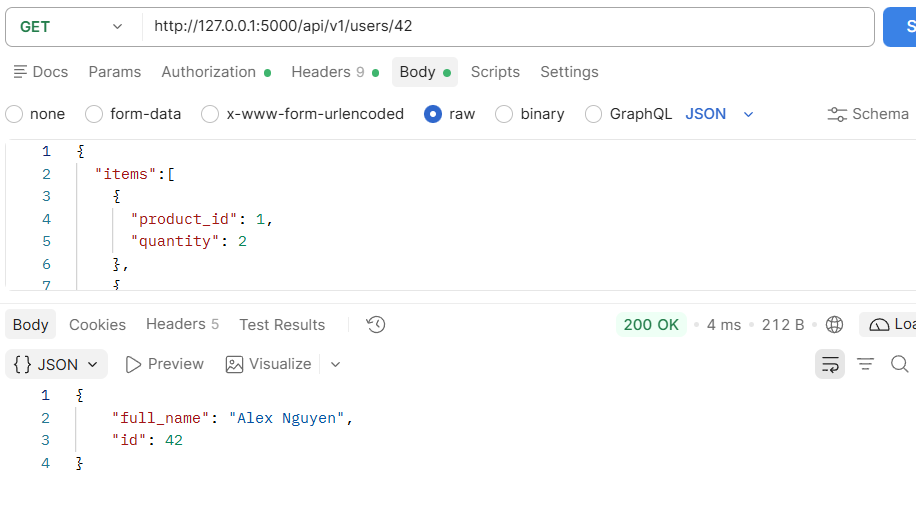 GET http://127.0.0.1:5000/api/v1/users/42 S
Docs Params Authorization Headers 9 Body Scripts Settings
none form-data x-www-form-urlencoded raw binary GraphQL JSON Schema
1 {
2 "items":[
3 {
4 "product_id": 1,
5 "quantity": 2
6 },
7 {
Body Cookies Headers 5 Test Results 200 OK • 4 ms • 212 B • Loa
{} JSON Preview Visualize
1 {
2 "full_name": "Alex Nguyen",
3 "id": 42
4 }